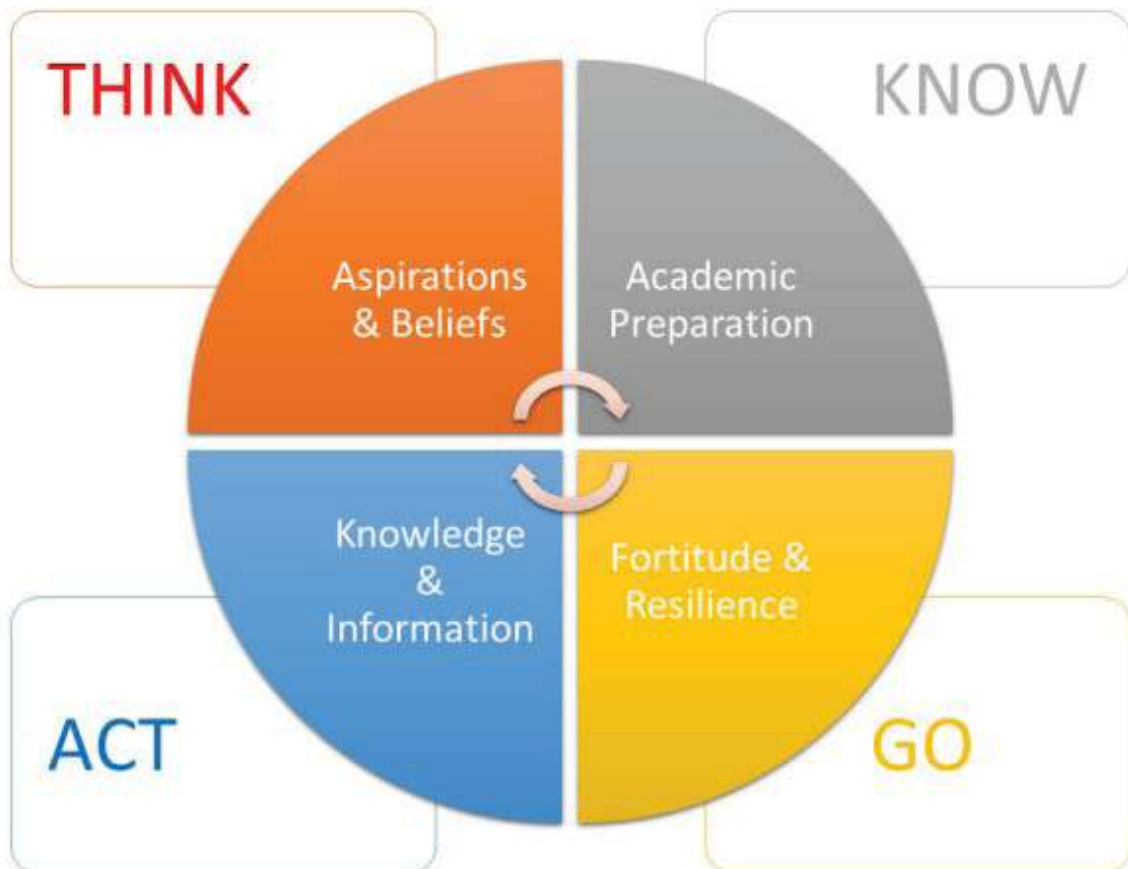 THINK
KNOW
Aspirations
& Beliefs
Academic
Preparation
Knowledge
&
Information
Fortitude &
Resilience
ACT
GO